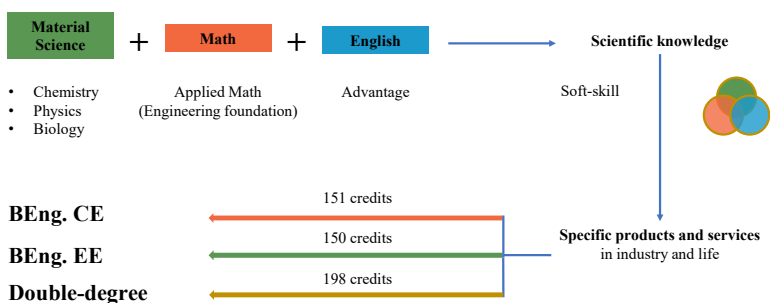 Material
Science
+
Math
+
English
Scientific knowledge
• Chemistry
• Physics
• Biology
Applied Math
(Engineering foundation)
Advantage
Soft-skill
151 credits
BEng. CE
150 credits
BEng. EE
198 credits
Double-degree
Specific products and services
in industry and life